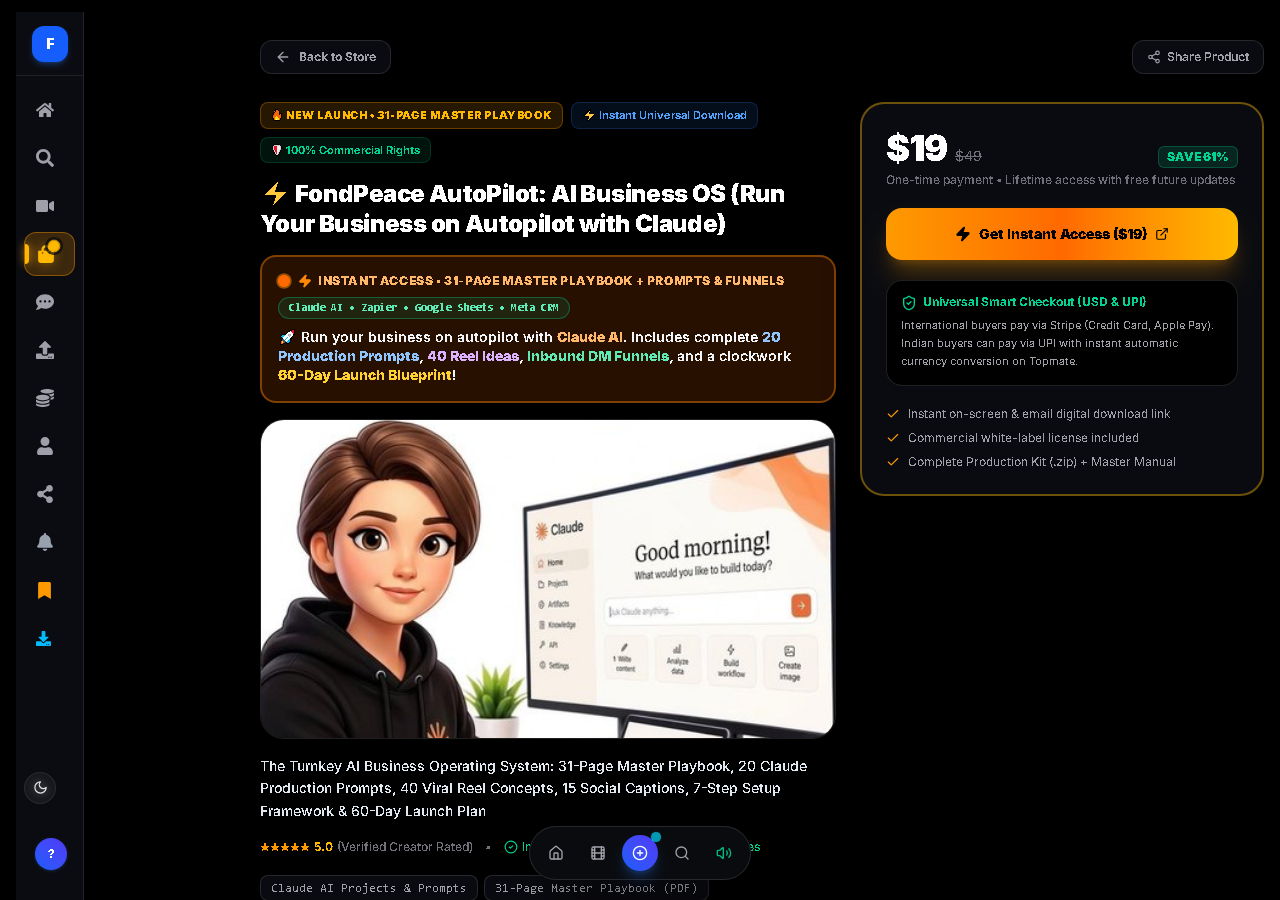 F
Back to Store
Share Product
NEW LAUNCH • 31-PAGE MASTER PLAYBOOK
Instant Universal Download
100% Commercial Rights
FondPeace AutoPilot: AI Business OS (Run
Your Business on Autopilot with Claude)
INSTANT ACCESS • 31-PAGE MASTER PLAYBOOK + PROMPTS & FUNNELS
Claude AI • Zapier • Google Sheets • Meta CRM
Run your business on autopilot with Claude AI. Includes complete 20
Production Prompts, 40 Reel Ideas, Inbound DM Funnels, and a clockwork
60-Day Launch Blueprint!
Claude
Home
Projects
Artifacts
Knowledge
API
Settings
Good morning!
What would you like to build today?
Claude anything...
Write
content
Analyze
data
Build
workflow
Create
image
The Turnkey AI Business Operating System: 31-Page Master Playbook, 20 Claude
Production Prompts, 40 Viral Reel Concepts, 15 Social Captions, 7-Step Setup
Framework & 60-Day Launch Plan
★★★★★ 5.0 (Verified Creator Rated) •
Claude AI Projects & Prompts
31-Page Master Playbook (PDF)
$19 $49
SAVE 61%
One-time payment • Lifetime access with free future updates
Get Instant Access ($19)
Universal Smart Checkout (USD & UPI)
International buyers pay via Stripe (Credit Card, Apple Pay).
Indian buyers can pay via UPI with instant automatic
currency conversion on Topmate.
Instant on-screen & email digital download link
Commercial white-label license included
Complete Production Kit (.zip) + Master Manual
?